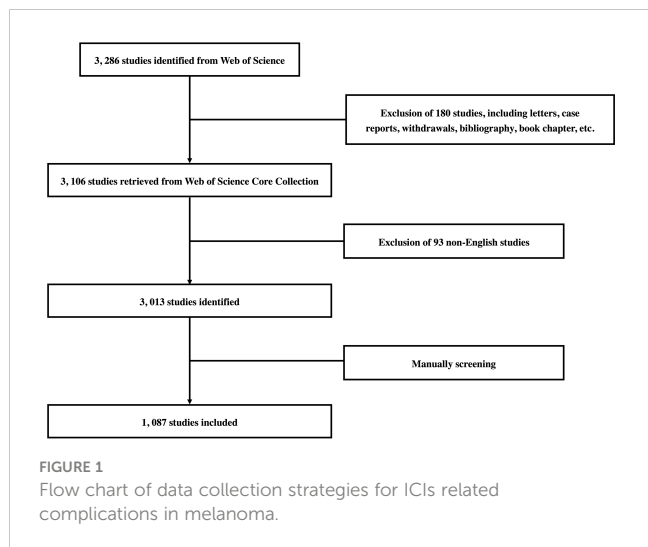 3, 286 studies identified from Web of Science
Exclusion of 180 studies, including letters, case
reports, withdrawals, bibliography, book chapter, etc.
3, 106 studies retrieved from Web of Science Core Collection
Exclusion of 93 non-English studies
3, 013 studies identified
Manually screening
1, 087 studies included
FIGURE 1
Flow chart of data collection strategies for ICIs related
complications in melanoma.